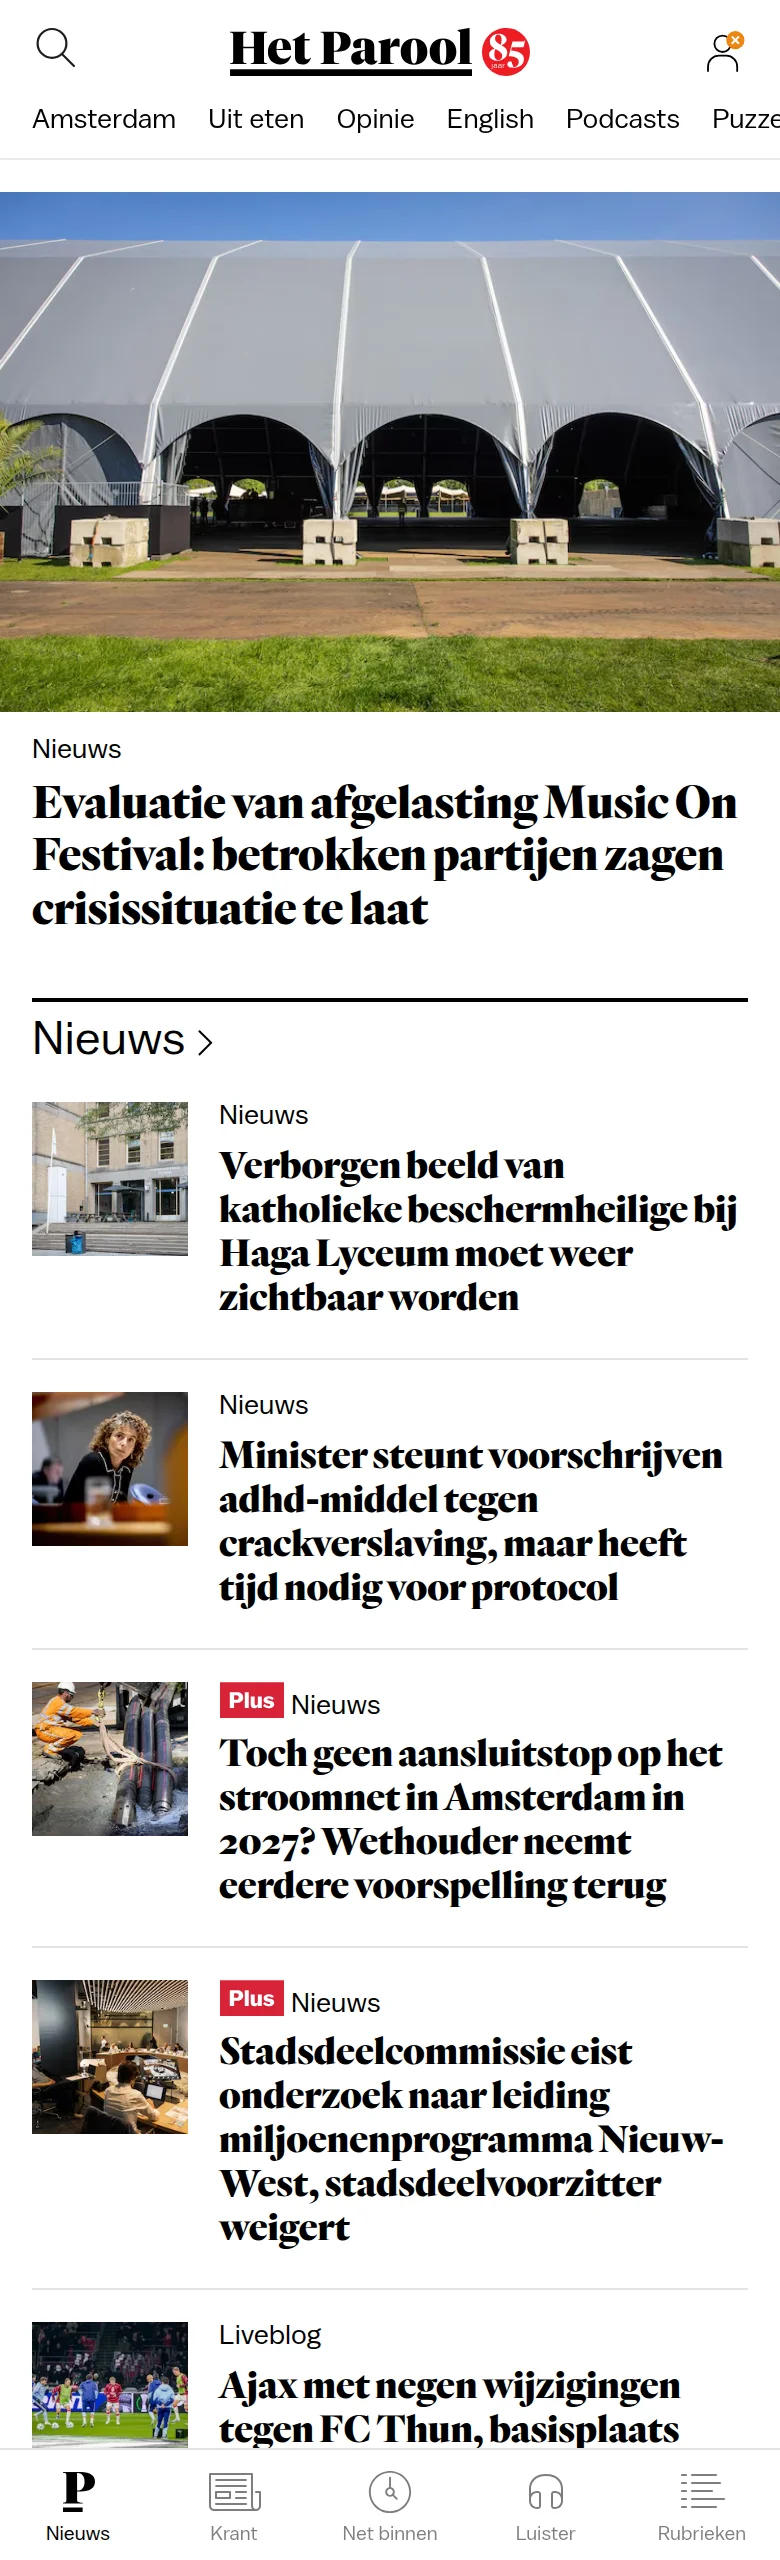 Het Parool 85 jaar
Amsterdam Uit eten Opinie English Podcasts Puzze
Nieuws
Evaluatie van afgelasting Music On
Festival: betrokken partijen zagen
crisissituatie te laat
Nieuws
Nieuws
Verborgen beeld van
katholieke beschermheilige bij
Haga Lyceum moet weer
zichtbaar worden
Nieuws
Minister steunt voorschrijven
adhd-middel tegen
crackverslaving, maar heeft
tijd nodig voor protocol
Plus Nieuws
Toch geen aansluitstop op het
stroomnet in Amsterdam in
2027? Wethouder neemt
eerdere voorspelling terug
Plus Nieuws
Stadsdeelcommissie eist
onderzoek naar leiding
miljoenenprogramma Nieuw-
West, stadsdeelvoorzitter
weigert
Liveblog
Ajax met negen wijzigingen
tegen FC Thun, basisplaats
P
Nieuws Krant Net binnen Luister Rubrieken